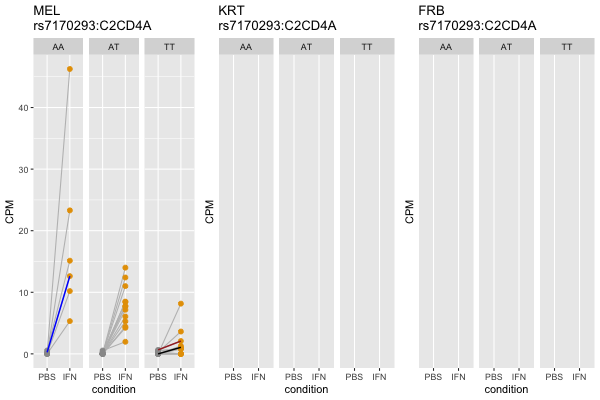 MEL
rs7170293:C2CD4A
AA AT TT
CPM
40
30
20
10
0
PBS IFN PBS IFN PBS IFN
condition
KRT
rs7170293:C2CD4A
AA AT TT
CPM
PBS IFN PBS IFN PBS IFN
condition
FRB
rs7170293:C2CD4A
AA AT TT
CPM
PBS IFN PBS IFN PBS IFN
condition